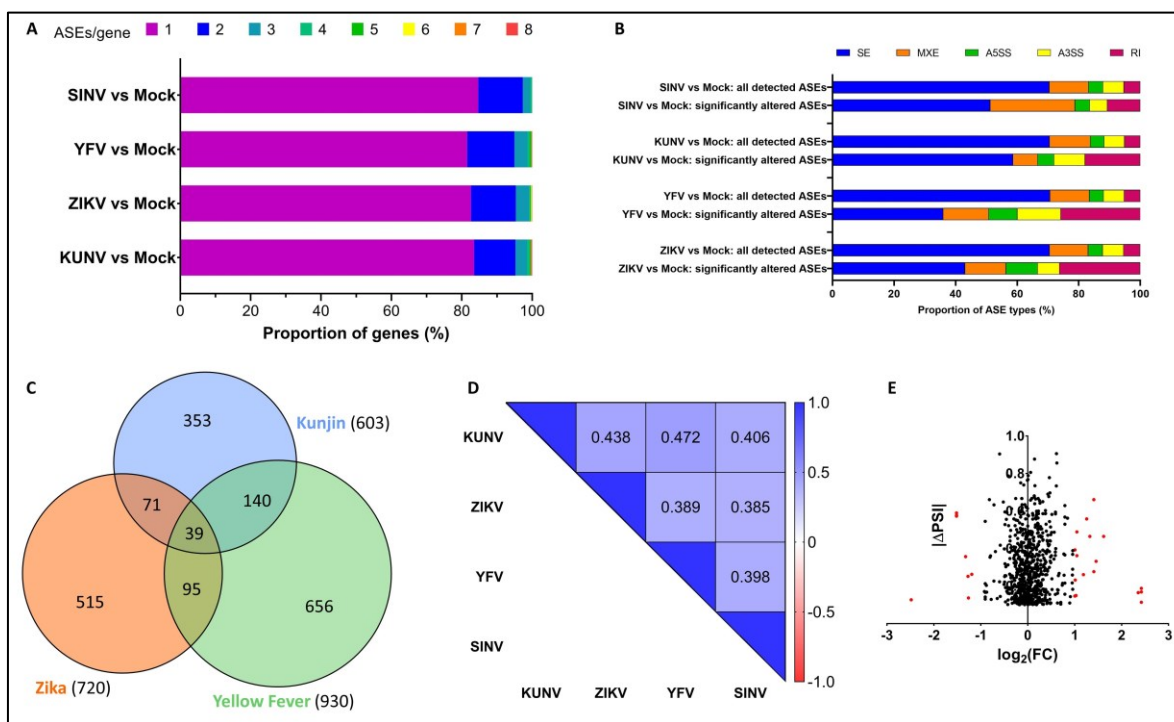 A
ASEs/gene 1 2 3 4 5 6 7 8
SINV vs Mock
YFV vs Mock
ZIKV vs Mock
KUNV vs Mock
0 20 40 60 80 100
Proportion of genes (%)
B
SE MXE A5SS A3SS RI
SINV vs Mock: all detected ASEs
SINV vs Mock: significantly altered ASEs
KUNV vs Mock: all detected ASEs
KUNV vs Mock: significantly altered ASEs
YFV vs Mock: all detected ASEs
YFV vs Mock: significantly altered ASEs
ZIKV vs Mock: all detected ASEs
ZIKV vs Mock: significantly altered ASEs
0 20 40 60 80 100
Proportion of ASE types (%)
C
353
Kunjin (603)
71
140
39
95
515
656
Zika (720)
Yellow Fever (930)
D
KUNV
0.438 0.472 0.406
ZIKV
0.389 0.385
YFV
0.398
SINV
KUNV ZIKV YFV SINV
1.0
0.5
0
-0.5
-1.0
E
1.0
0.8
|ΔPSI|
-3 -2 -1 0 1 2 3
log2(FC)